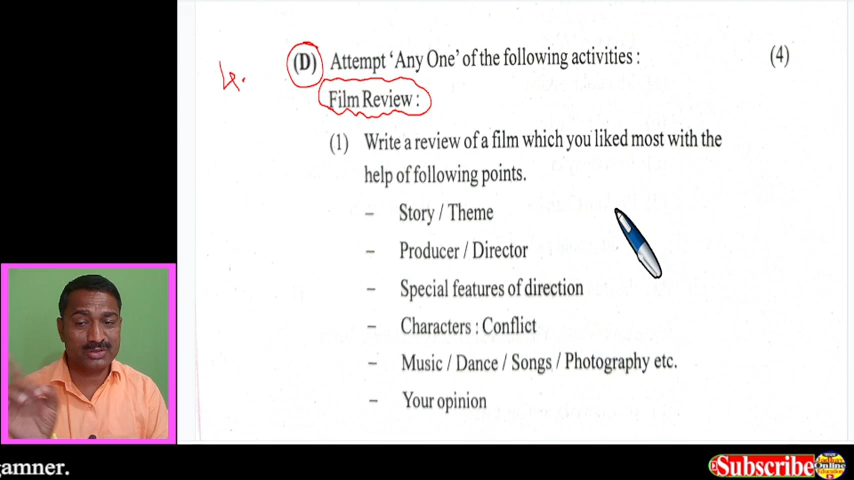 4. (D) Attempt ‘Any One’ of the following activities : (4)
Film Review :
(1) Write a review of a film which you liked most with the
help of following points.
– Story / Theme
– Producer / Director
– Special features of direction
– Characters : Conflict
– Music / Dance / Songs / Photography etc.
– Your opinion
amner. Subscribe Online